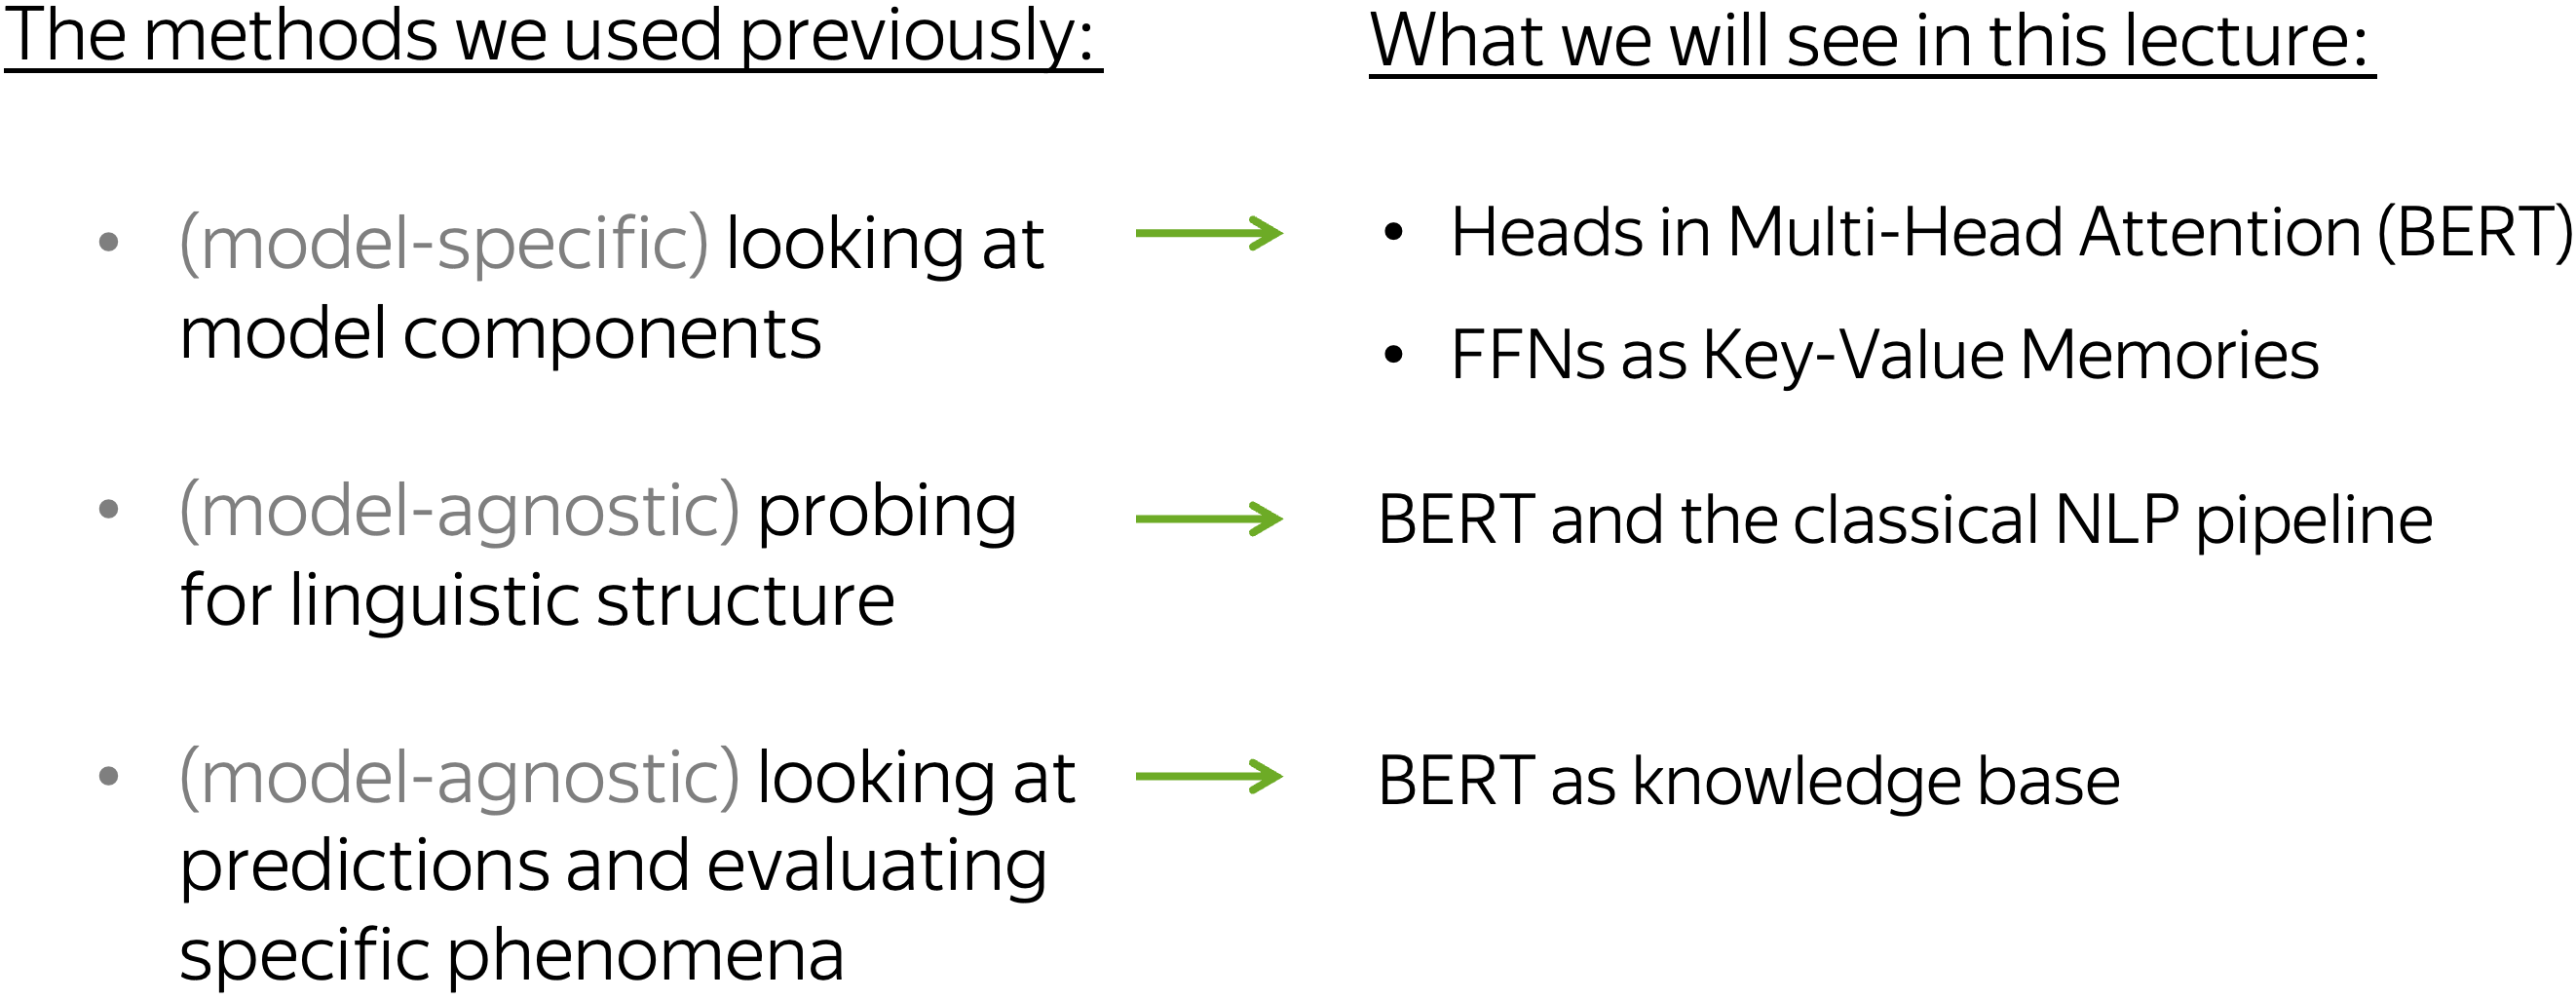 The methods we used previously:
• (model-specific) looking at
model components
• (model-agnostic) probing
for linguistic structure
• (model-agnostic) looking at
predictions and evaluating
specific phenomena
What we will see in this lecture:
• Heads in Multi-Head Attention (BERT)
• FFNs as Key-Value Memories
BERT and the classical NLP pipeline
BERT as knowledge base